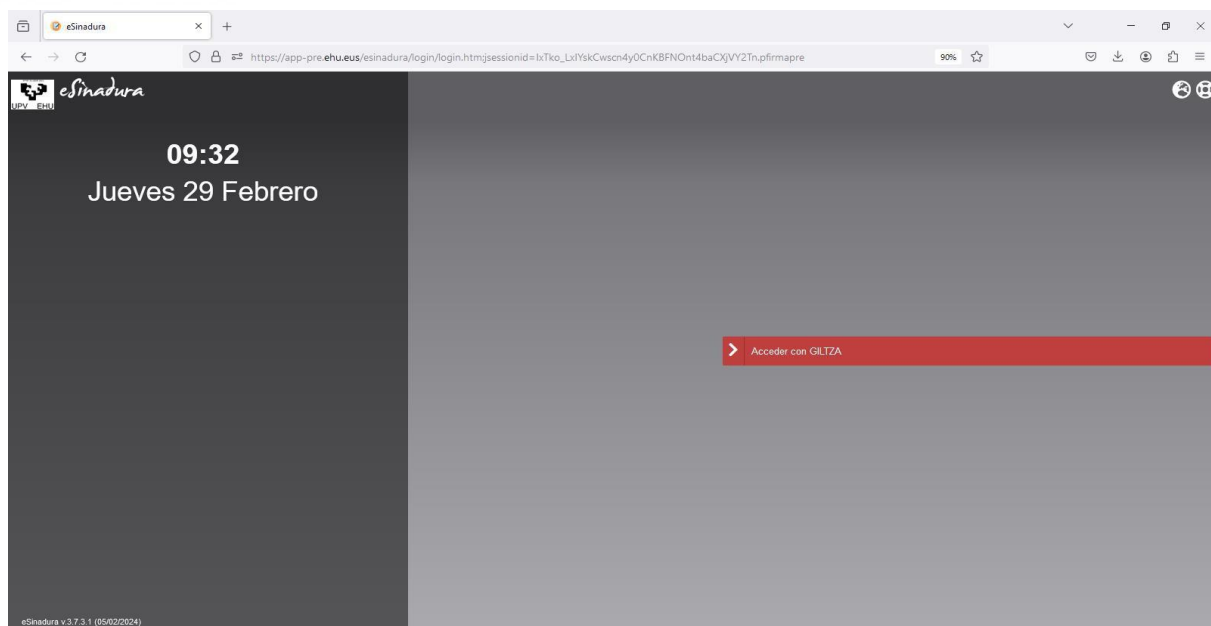 eSinadura
https://app-pre.ehu.eus/esinadura/login/login.htm;jsessionid=IxTko_LxIYskCwscn4y0CnKBFNOnt4baCXjVY2Tn.pfirmapre
90%
UPV EHU
eSinadura
09:32
Jueves 29 Febrero
Acceder con GILTZA
eSinadura v.3.7.3.1 (05/02/2024)